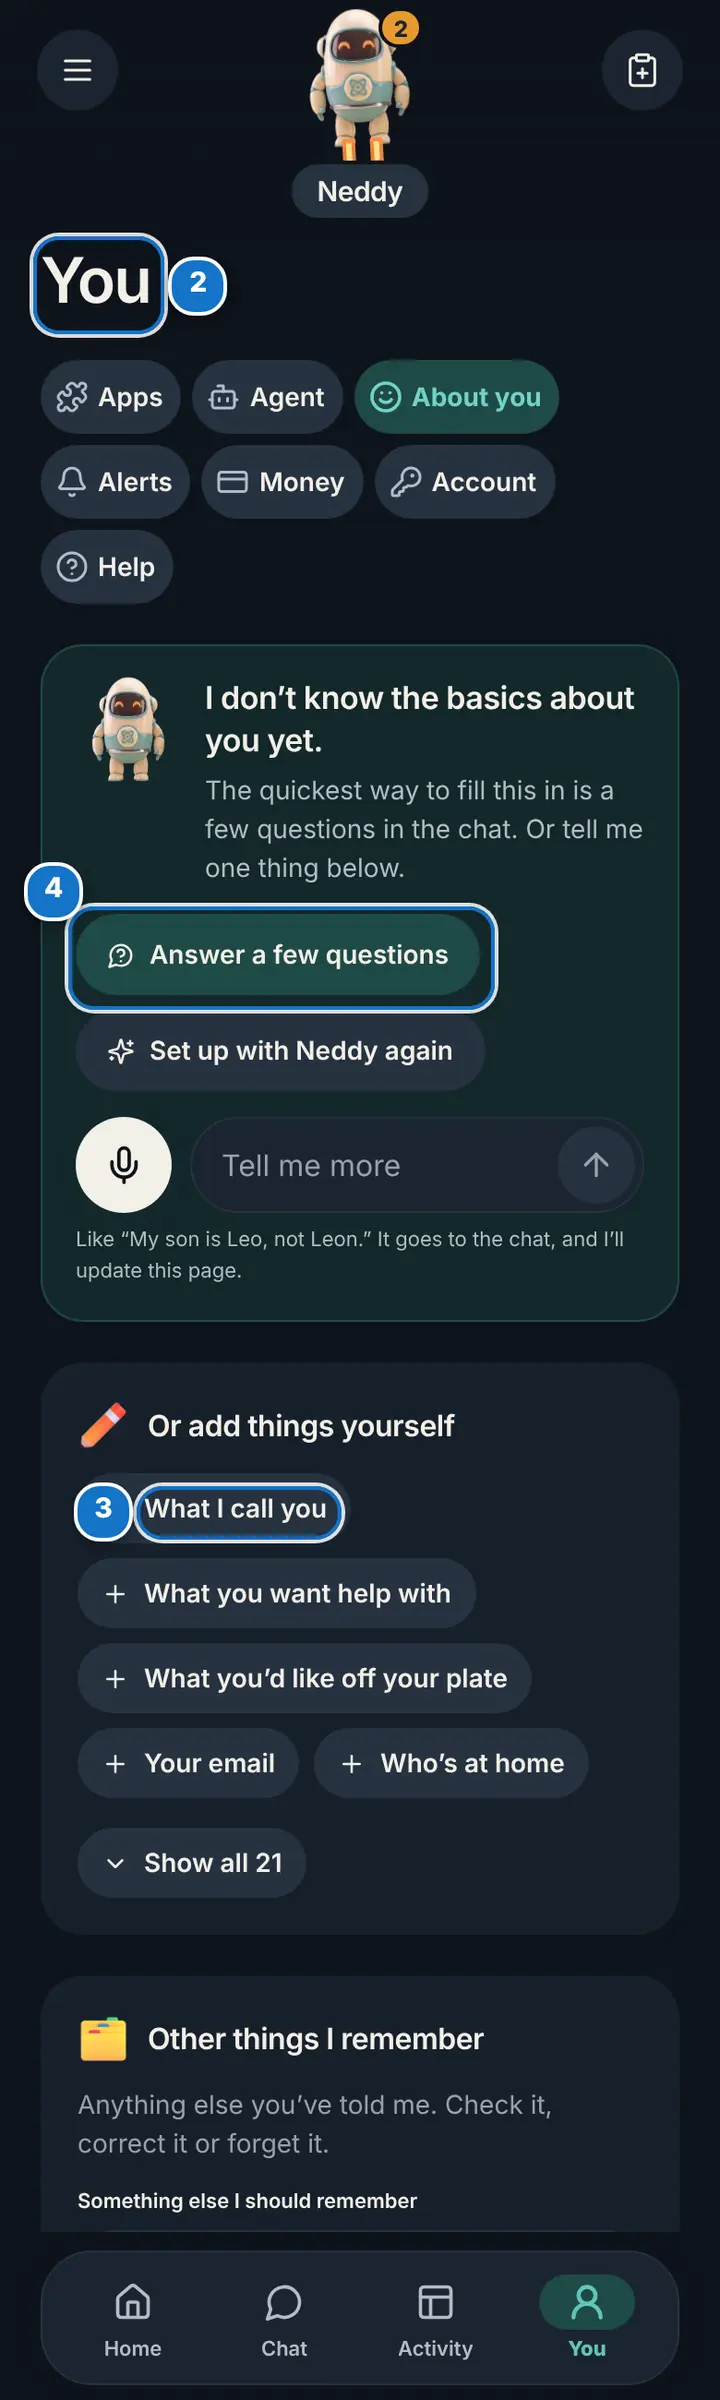 2
Neddy
You
2
Apps
Agent
About you
Alerts
Money
Account
Help
I don’t know the basics about
you yet.
The quickest way to fill this in is a
few questions in the chat. Or tell me
one thing below.
4
Answer a few questions
Set up with Neddy again
Tell me more
Like “My son is Leo, not Leon.” It goes to the chat, and I’ll
update this page.
Or add things yourself
3
What I call you
What you want help with
What you’d like off your plate
Your email
Who’s at home
Show all 21
Other things I remember
Anything else you’ve told me. Check it,
correct it or forget it.
Something else I should remember
Home
Chat
Activity
You